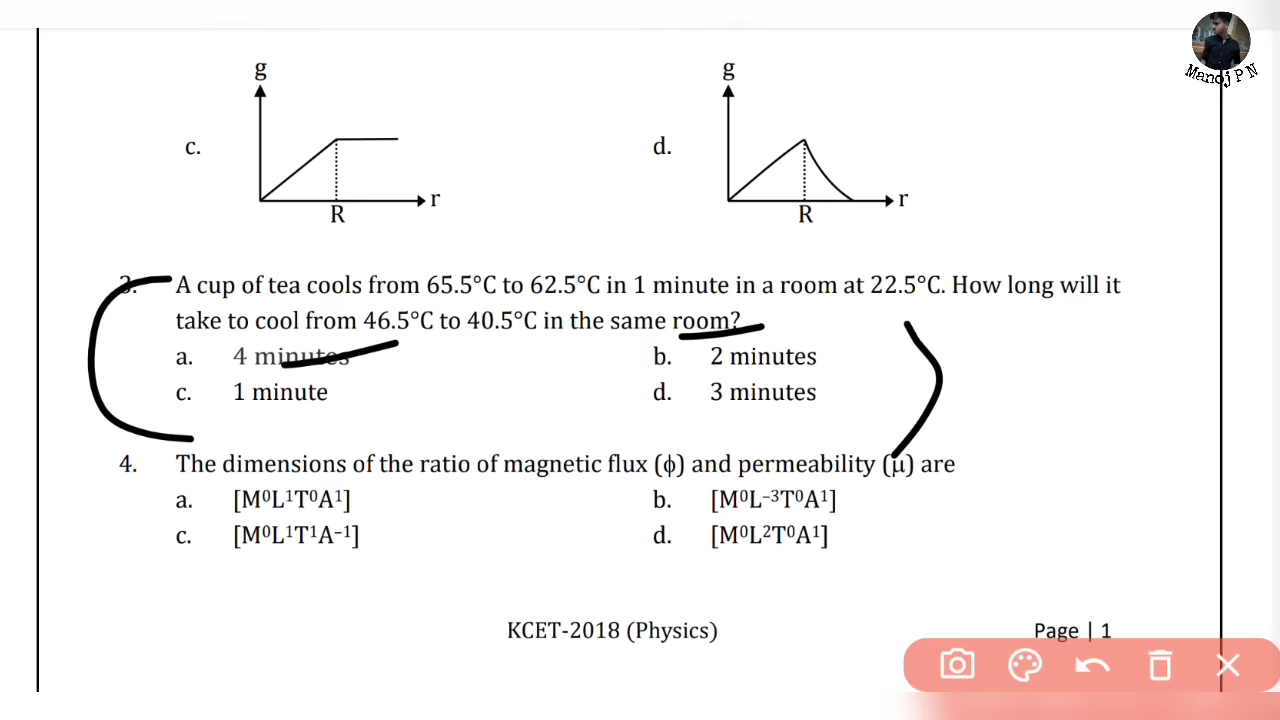 Manoj P N
g
g
c.
d.
r
r
R
R
3. A cup of tea cools from 65.5°C to 62.5°C in 1 minute in a room at 22.5°C. How long will it
take to cool from 46.5°C to 40.5°C in the same room?
a. 4 minutes b. 2 minutes
c. 1 minute d. 3 minutes
4. The dimensions of the ratio of magnetic flux (ϕ) and permeability (μ) are
a. [M⁰L¹T⁰A¹] b. [M⁰L⁻³T⁰A¹]
c. [M⁰L¹T¹A⁻¹] d. [M⁰L²T⁰A¹]
KCET-2018 (Physics) Page | 1